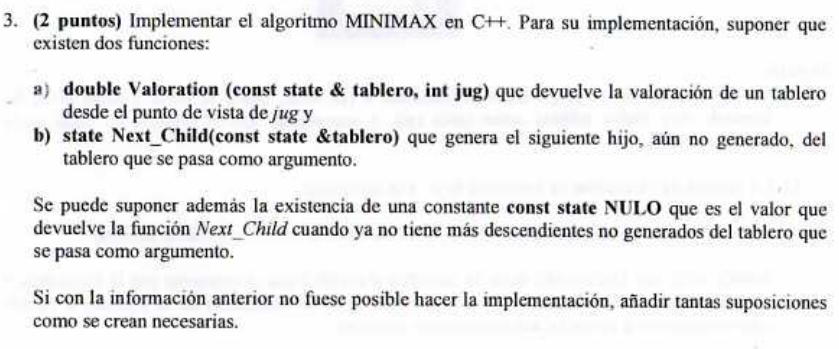 3. (2 puntos) Implementar el algoritmo MINIMAX en C++. Para su implementación, suponer que
existen dos funciones:
a) double Valoration (const state & tablero, int jug) que devuelve la valoración de un tablero
desde el punto de vista de jug y
b) state Next_Child(const state &tablero) que genera el siguiente hijo, aún no generado, del
tablero que se pasa como argumento.
Se puede suponer además la existencia de una constante const state NULO que es el valor que
devuelve la función Next_Child cuando ya no tiene más descendientes no generados del tablero que
se pasa como argumento.
Si con la información anterior no fuese posible hacer la implementación, añadir tantas suposiciones
como se crean necesarias.